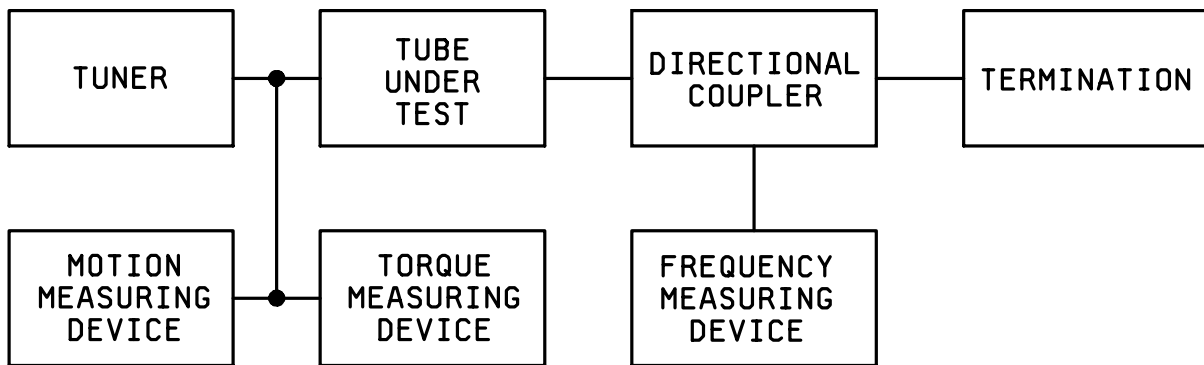 TUNER
TUBE
UNDER
TEST
DIRECTIONAL
COUPLER
TERMINATION
MOTION
MEASURING
DEVICE
TORQUE
MEASURING
DEVICE
FREQUENCY
MEASURING
DEVICE